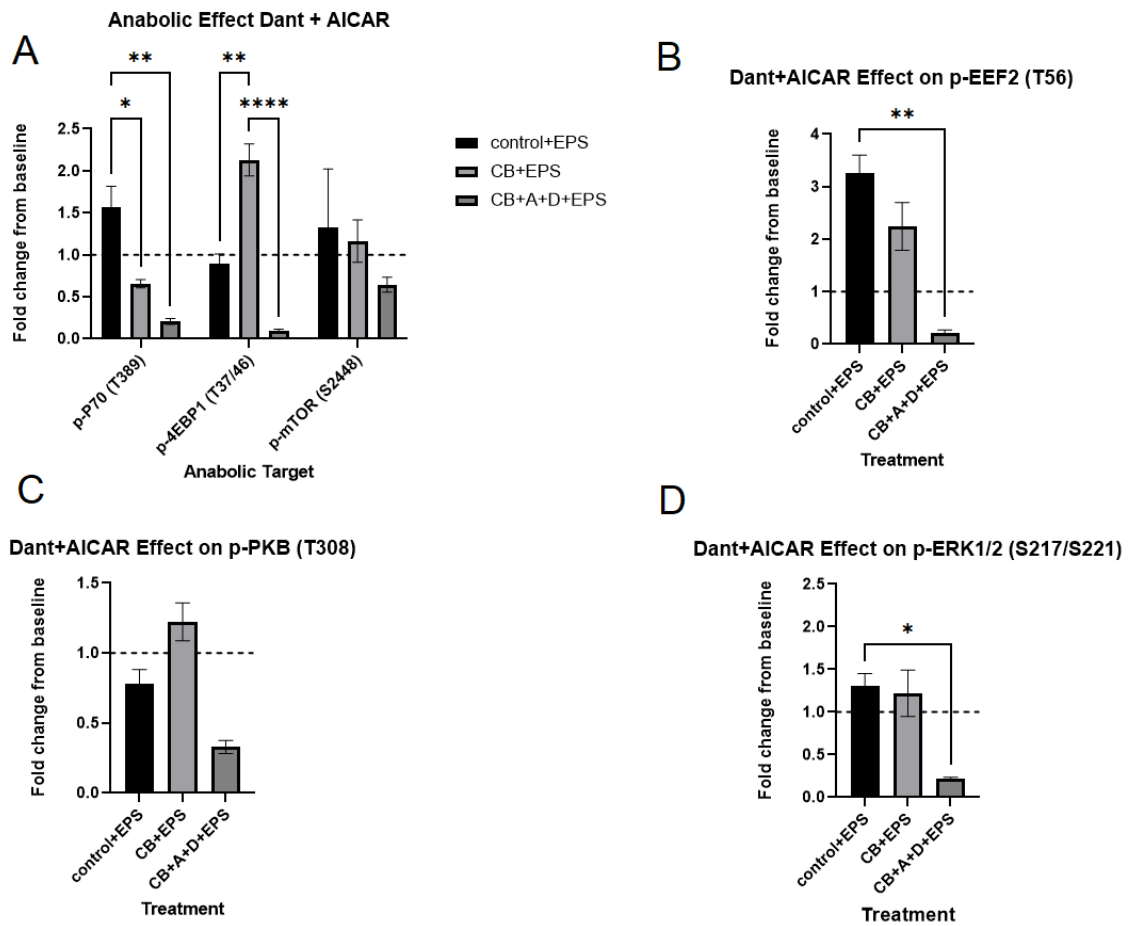 Anabolic Effect Dant + AICAR
A
** **
* ****
Fold change from baseline
2.5
2.0
1.5
1.0
0.5
0.0
p-P70 (T389)
p-4EBP1 (T37/46)
p-mTOR (S2448)
Anabolic Target
control+EPS
CB+EPS
CB+A+D+EPS
B
Dant+AICAR Effect on p-EEF2 (T56)
**
Fold change from baseline
4
3
2
1
0
control+EPS
CB+EPS
CB+A+D+EPS
Treatment
C
Dant+AICAR Effect on p-PKB (T308)
Fold change from baseline
1.5
1.0
0.5
0.0
control+EPS
CB+EPS
CB+A+D+EPS
Treatment
D
Dant+AICAR Effect on p-ERK1/2 (S217/S221)
*
Fold change from baseline
2.5
2.0
1.5
1.0
0.5
0.0
control+EPS
CB+EPS
CB+A+D+EPS
Treatment